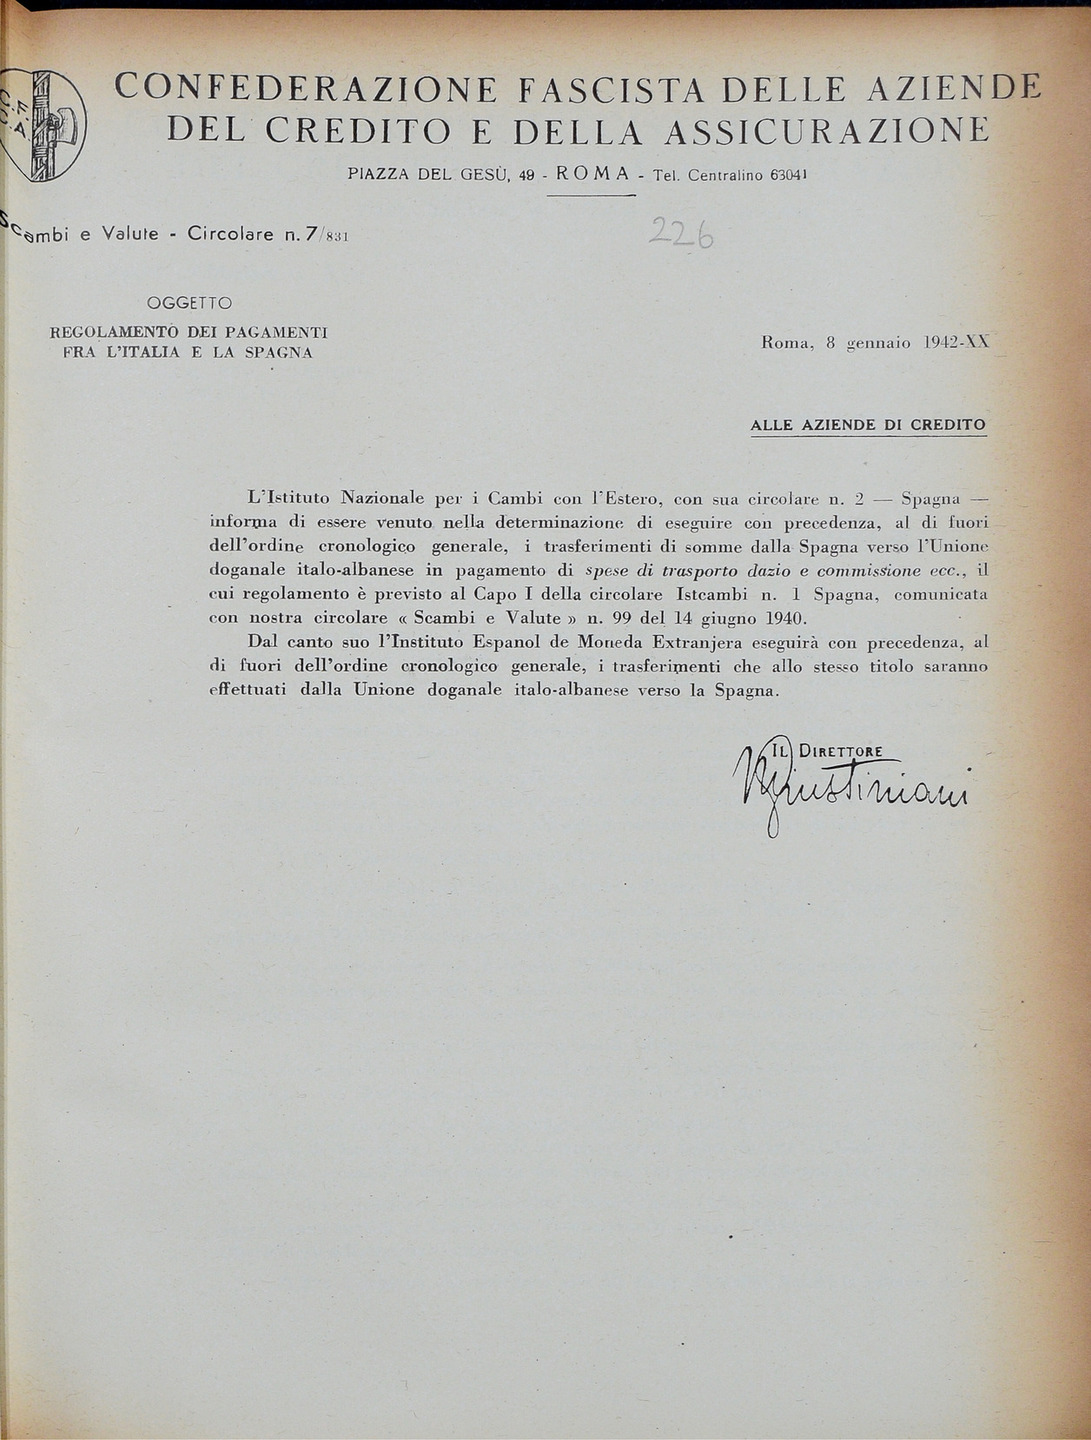 C.F.
C.A.
CONFEDERAZIONE FASCISTA DELLE AZIENDE
DEL CREDITO E DELLA ASSICURAZIONE
PIAZZA DEL GESÙ, 49 - ROMA - Tel. Centralino 63041
Scambi e Valute - Circolare n. 7/831
226
OGGETTO
REGOLAMENTO DEI PAGAMENTI
FRA L'ITALIA E LA SPAGNA
Roma, 8 gennaio 1942-XX
ALLE AZIENDE DI CREDITO
L'Istituto Nazionale per i Cambi con l'Estero, con sua circolare n. 2 — Spagna —
informa di essere venuto nella determinazione di eseguire con precedenza, al di fuori
dell'ordine cronologico generale, i trasferimenti di somme dalla Spagna verso l'Unione
doganale italo-albanese in pagamento di spese di trasporto dazio e commissione ecc., il
cui regolamento è previsto al Capo I della circolare Istcambi n. 1 Spagna, comunicata
con nostra circolare « Scambi e Valute » n. 99 del 14 giugno 1940.
Dal canto suo l'Instituto Espanol de Moneda Extranjera eseguirà con precedenza, al
di fuori dell'ordine cronologico generale, i trasferimenti che allo stesso titolo saranno
effettuati dalla Unione doganale italo-albanese verso la Spagna.
IL DIRETTORE
Giustiniani